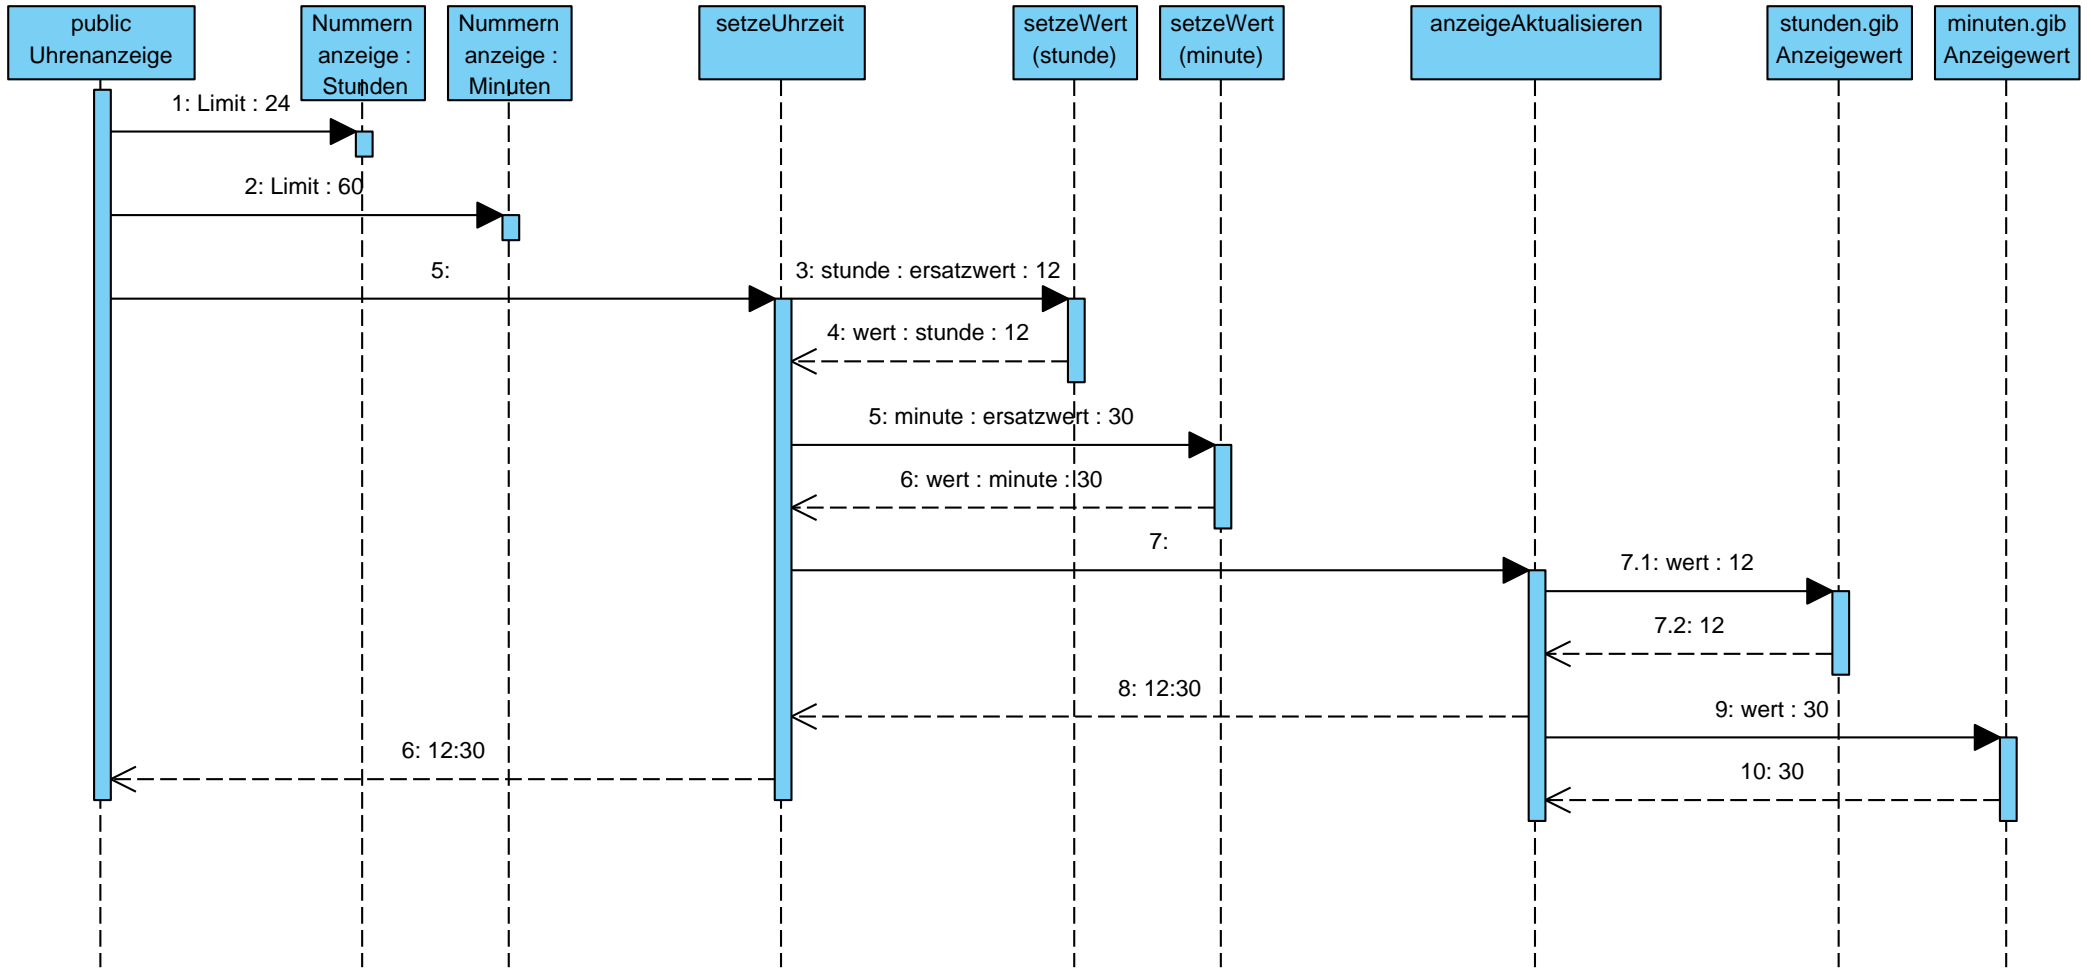 public
Uhrenanzeige
Nummern
anzeige :
Stunden
Nummern
anzeige :
Minuten
setzeUhrzeit
setzeWert
(stunde)
setzeWert
(minute)
anzeigeAktualisieren
stunden.gib
Anzeigewert
minuten.gib
Anzeigewert
1: Limit : 24
2: Limit : 60
5:
3: stunde : ersatzwert : 12
4: wert : stunde : 12
5: minute : ersatzwert : 30
6: wert : minute : 30
7:
7.1: wert : 12
7.2: 12
8: 12:30
9: wert : 30
6: 12:30
10: 30